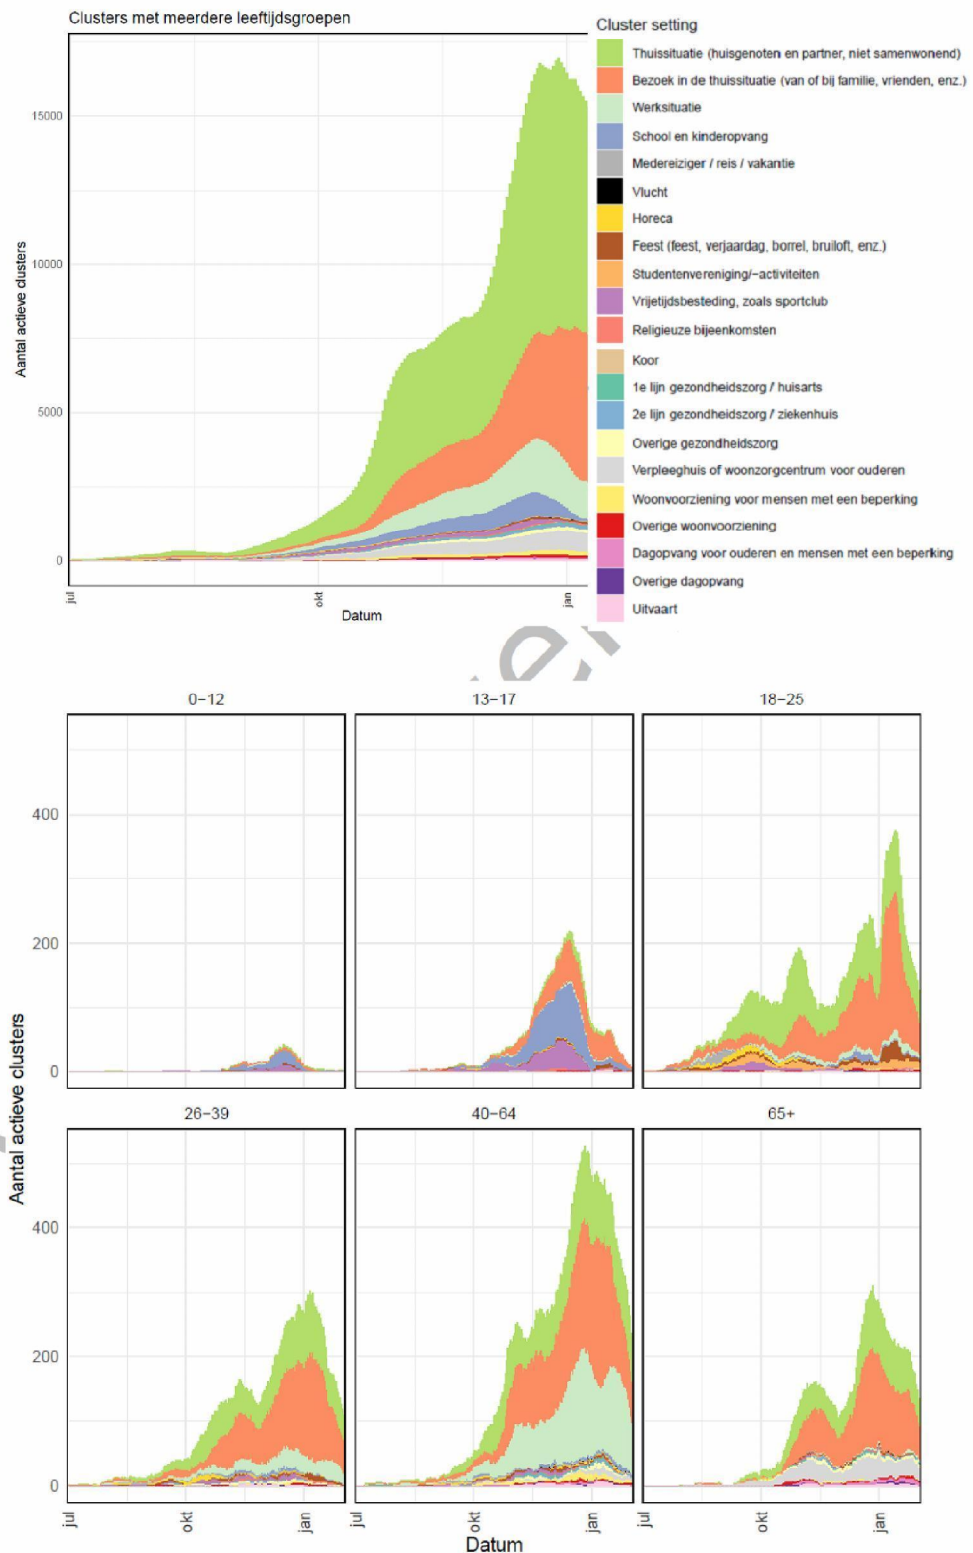 Clusters met meerdere leeftijdsgroepen
Aantal actieve clusters
15000
10000
5000
0
jul
okt
jan
Datum
Cluster setting
Thuissituatie (huisgenoten en partner, niet samenwonend)
Bezoek in de thuissituatie (van of bij familie, vrienden, enz.)
Werksituatie
School en kinderopvang
Medereiziger / reis / vakantie
Vlucht
Horeca
Feest (feest, verjaardag, borrel, bruiloft, enz.)
Studentenvereniging/−activiteiten
Vrijetijdsbesteding, zoals sportclub
Religieuze bijeenkomsten
Koor
1e lijn gezondheidszorg / huisarts
2e lijn gezondheidszorg / ziekenhuis
Overige gezondheidszorg
Verpleeghuis of woonzorgcentrum voor ouderen
Woonvoorziening voor mensen met een beperking
Overige woonvoorziening
Dagopvang voor ouderen en mensen met een beperking
Overige dagopvang
Uitvaart
0−12
13−17
18−25
400
200
0
Aantal actieve clusters
26−39
40−64
65+
400
200
0
jul
okt
jan
jul
okt
jan
jul
okt
jan
Datum